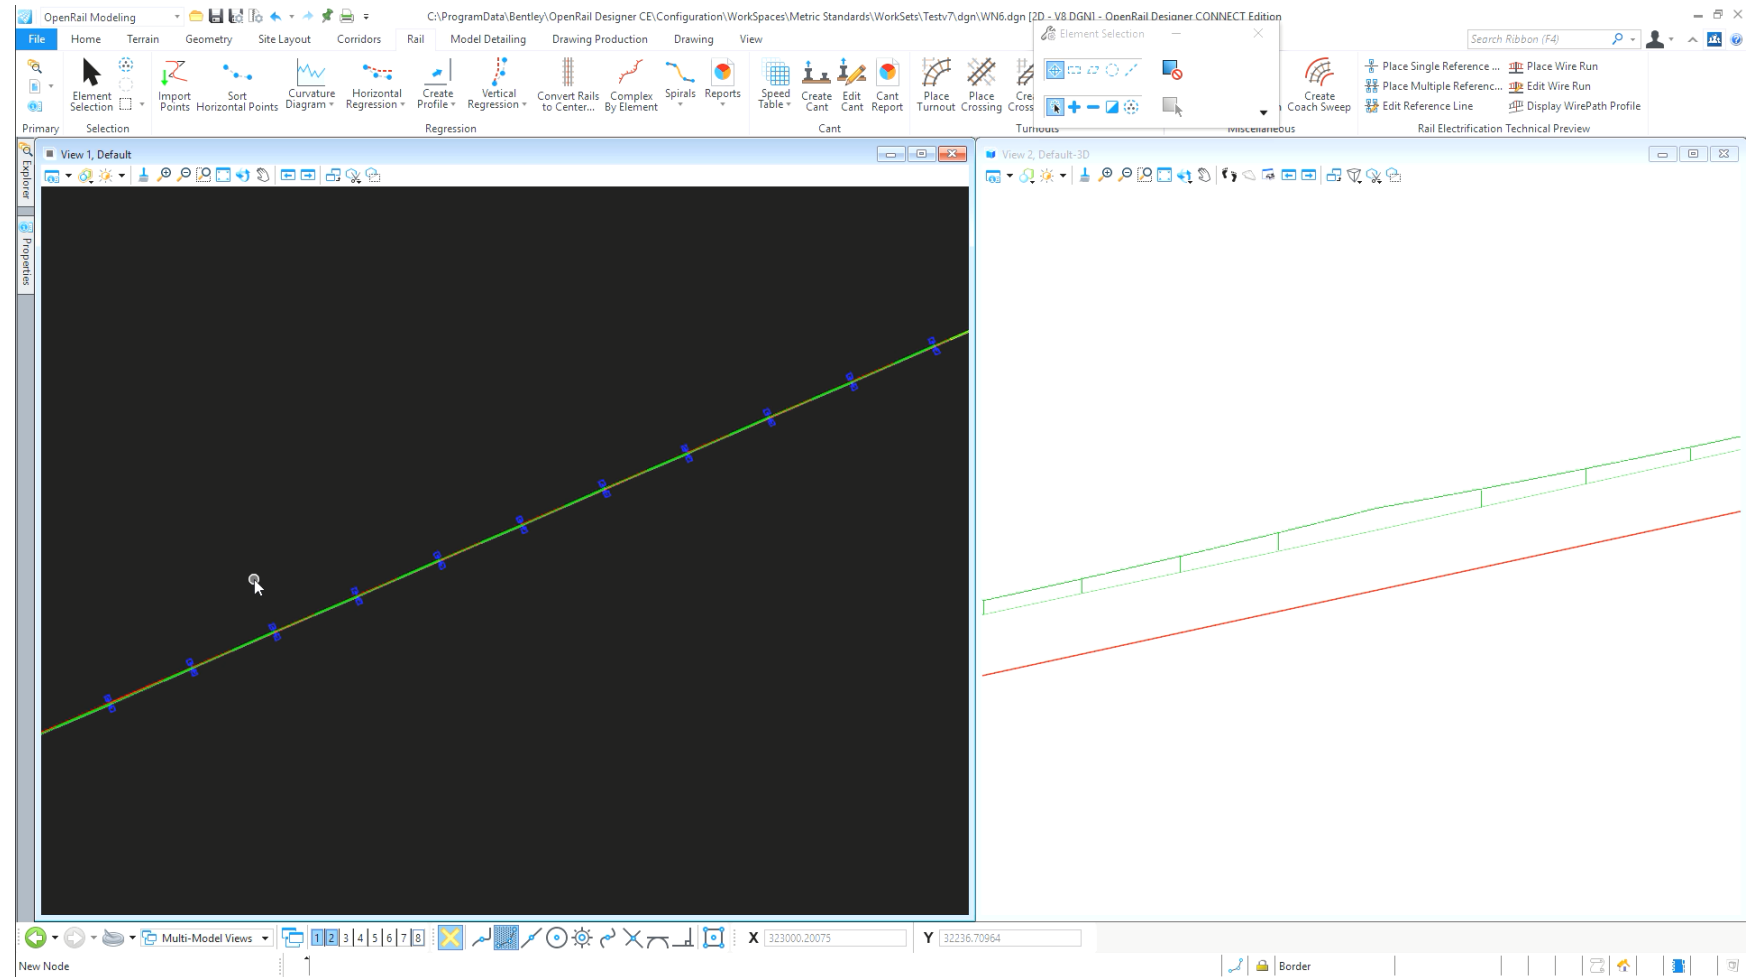 OpenRail Modeling
C:\ProgramData\Bentley\OpenRail Designer CE\Configuration\WorkSpaces\Metric Standards\WorkSets\Testv7\dgn\WN6.dgn [2D - V8 DGN] - OpenRail Designer CONNECT Edition
File Home Terrain Geometry Site Layout Corridors Rail Model Detailing Drawing Production Drawing View
Element Selection
Search Ribbon (F4)
Element Selection
Import Points
Sort Horizontal Points
Curvature Diagram
Horizontal Regression
Create Profile
Vertical Regression
Convert Rails to Center...
Complex By Element
Spirals
Reports
Speed Table
Create Cant
Edit Cant
Cant Report
Place Turnout
Place Crossing
Create Coach Sweep
Place Single Reference ...
Place Multiple Referenc...
Edit Reference Line
Place Wire Run
Edit Wire Run
Display WirePath Profile
Primary
Selection
Regression
Cant
Turnouts
Miscellaneous
Rail Electrification Technical Preview
Explorer
Properties
View 1, Default
View 2, Default-3D
Multi-Model Views
1 2 3 4 5 6 7 8
X 323000.20075
Y 32236.70964
New Node
Border